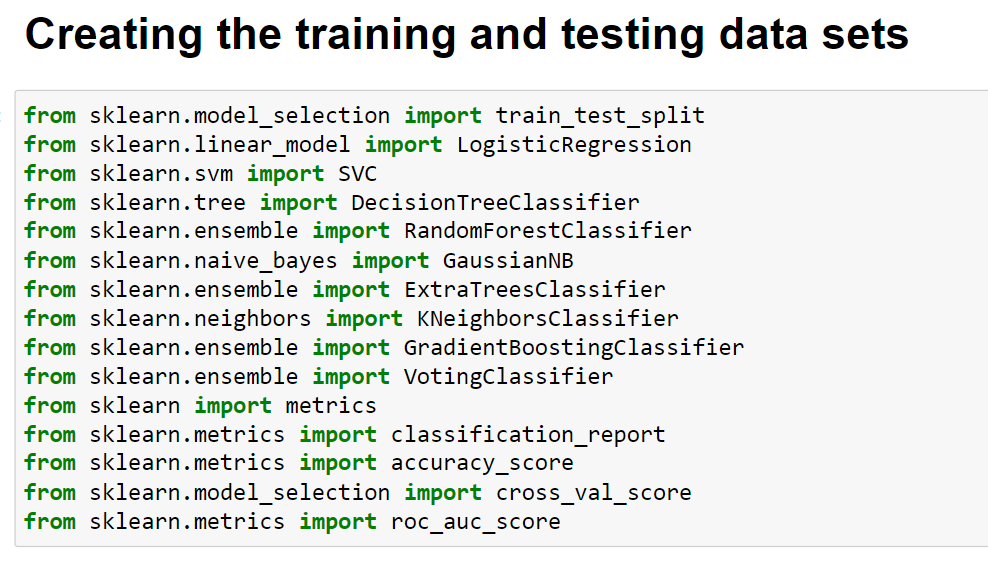 Creating the training and testing data sets
from sklearn.model_selection import train_test_split
from sklearn.linear_model import LogisticRegression
from sklearn.svm import SVC
from sklearn.tree import DecisionTreeClassifier
from sklearn.ensemble import RandomForestClassifier
from sklearn.naive_bayes import GaussianNB
from sklearn.ensemble import ExtraTreesClassifier
from sklearn.neighbors import KNeighborsClassifier
from sklearn.ensemble import GradientBoostingClassifier
from sklearn.ensemble import VotingClassifier
from sklearn import metrics
from sklearn.metrics import classification_report
from sklearn.metrics import accuracy_score
from sklearn.model_selection import cross_val_score
from sklearn.metrics import roc_auc_score